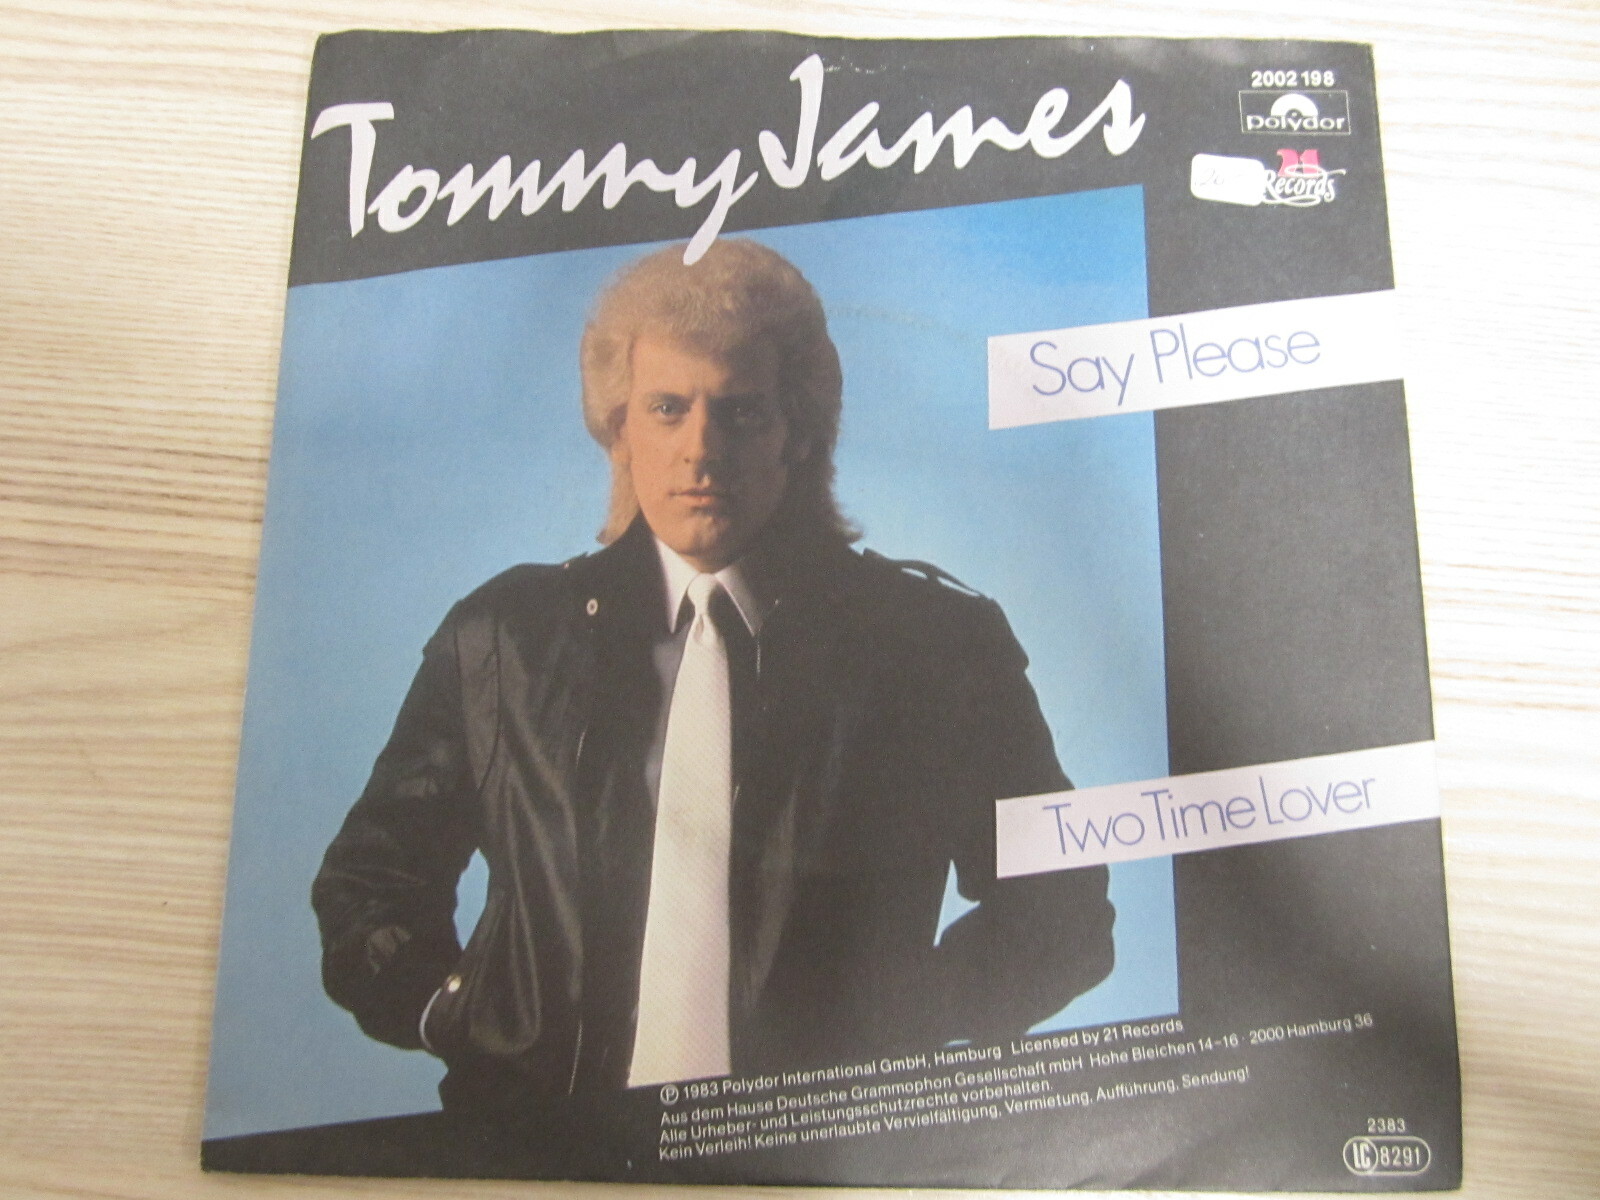 Tommy James
2002 198
polydor
21
Records
Say Please
Two Time Lover
Ⓟ 1983 Polydor International GmbH, Hamburg Licensed by 21 Records
Aus dem Hause Deutsche Grammophon Gesellschaft mbH Hohe Bleichen 14-16 · 2000 Hamburg 36
Alle Urheber- und Leistungsschutzrechte vorbehalten.
Kein Verleih! Keine unerlaubte Vervielfältigung, Vermietung, Aufführung, Sendung!
2383
LC 8291